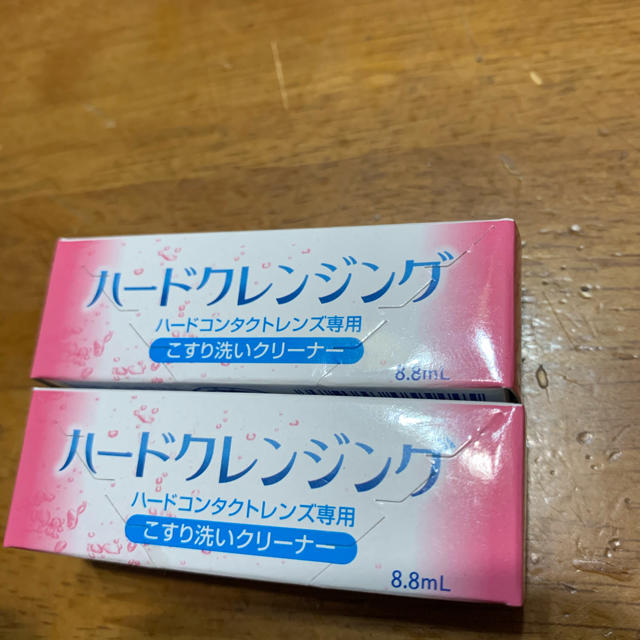 ハードクレンジング
ハードコンタクトレンズ専用
こすり洗いクリーナー
8.8mL
ハードクレンジング
ハードコンタクトレンズ専用
こすり洗いクリーナー
8.8mL